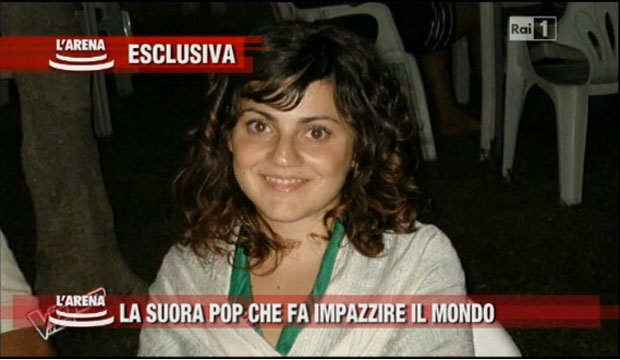 L'ARENA
ESCLUSIVA
Rai 1
L'ARENA
LA SUORA POP CHE FA IMPAZZIRE IL MONDO